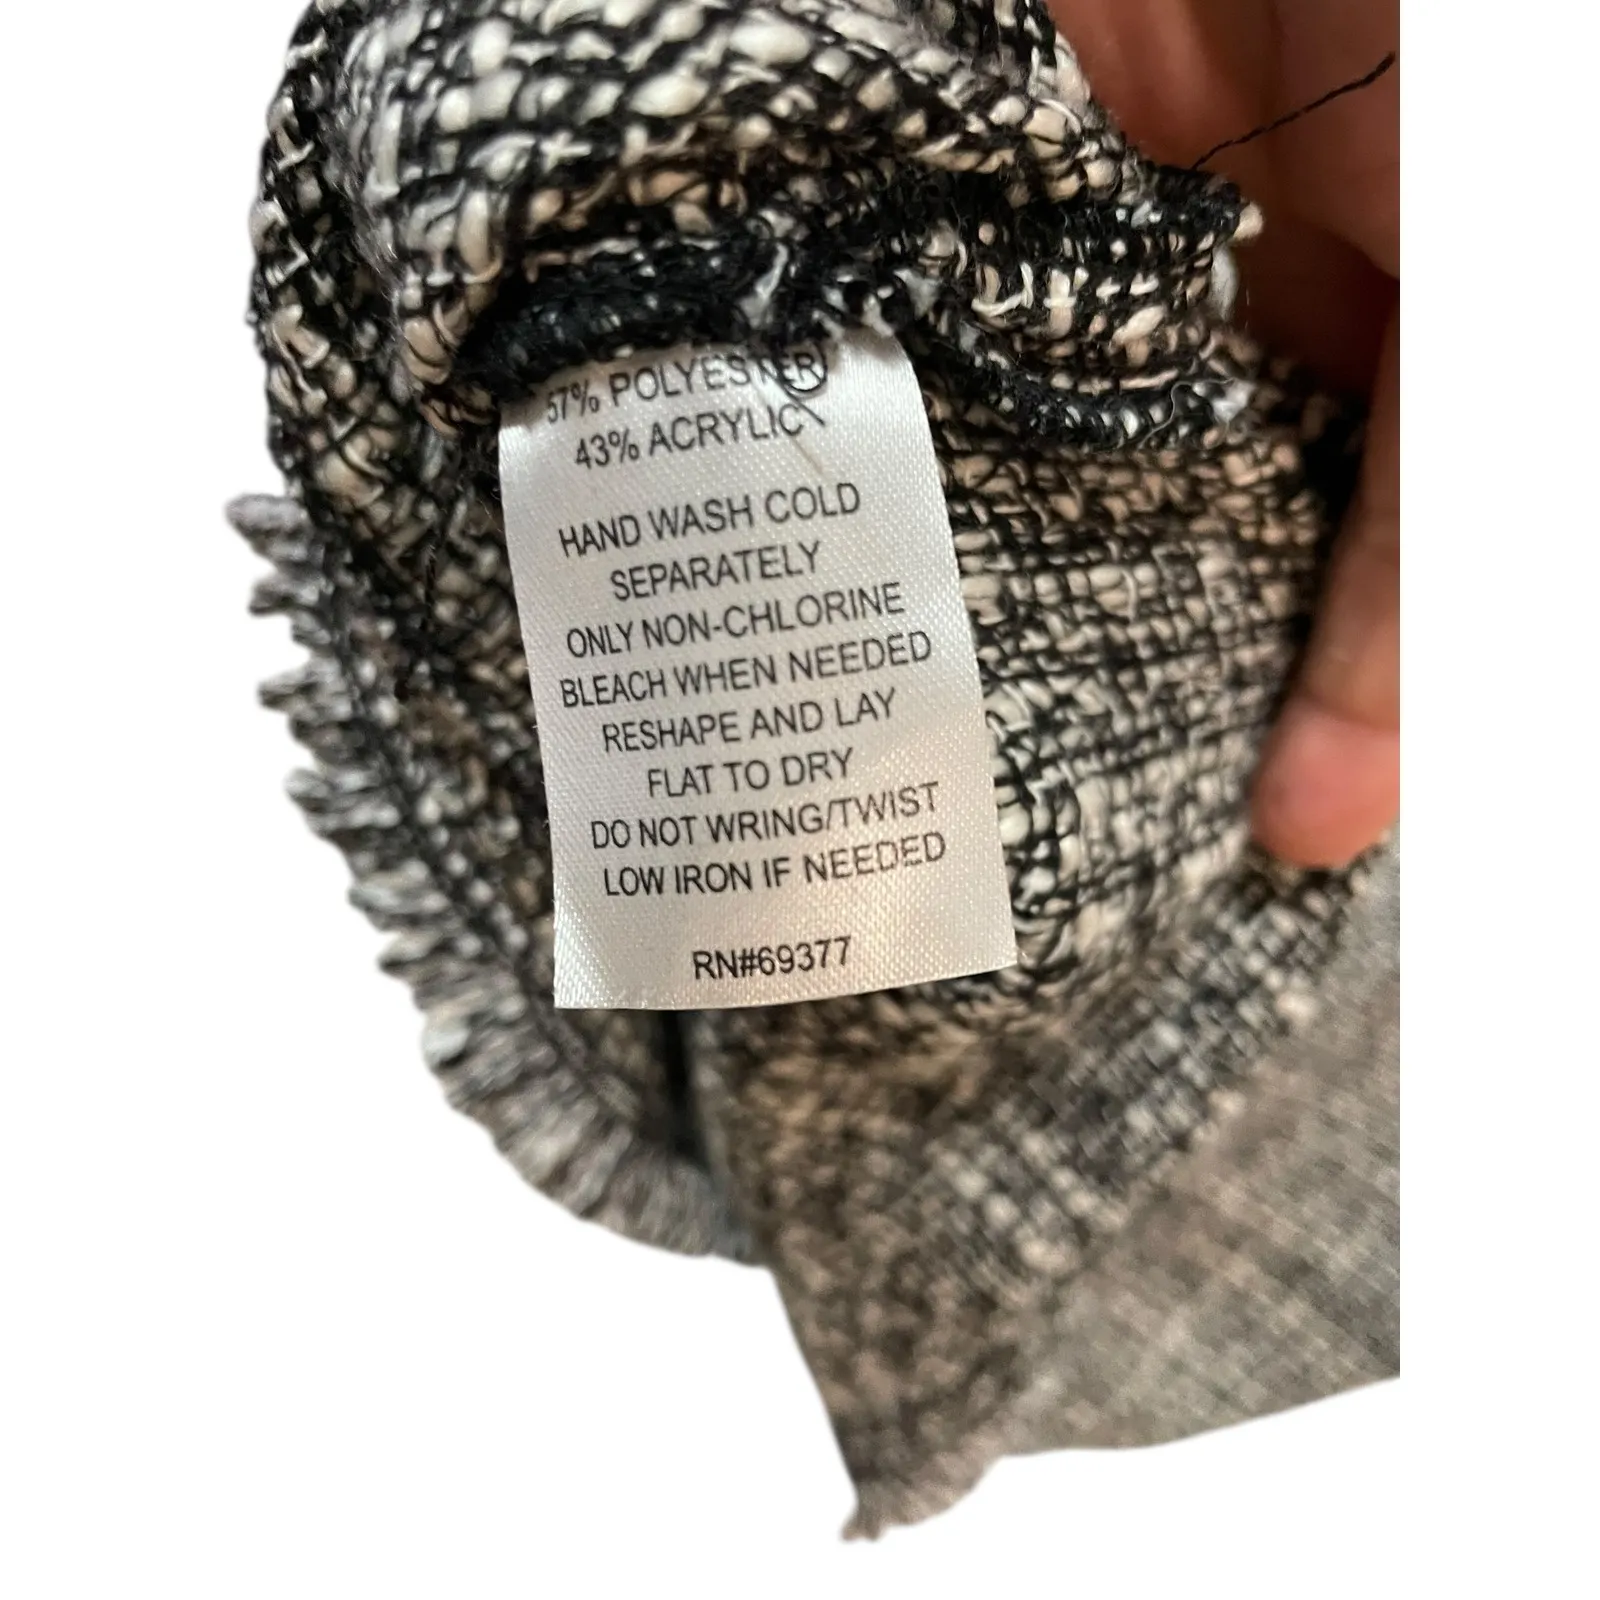 57% POLYESTER
43% ACRYLIC
HAND WASH COLD
SEPARATELY
ONLY NON-CHLORINE
BLEACH WHEN NEEDED
RESHAPE AND LAY
FLAT TO DRY
DO NOT WRING/TWIST
LOW IRON IF NEEDED
RN#69377